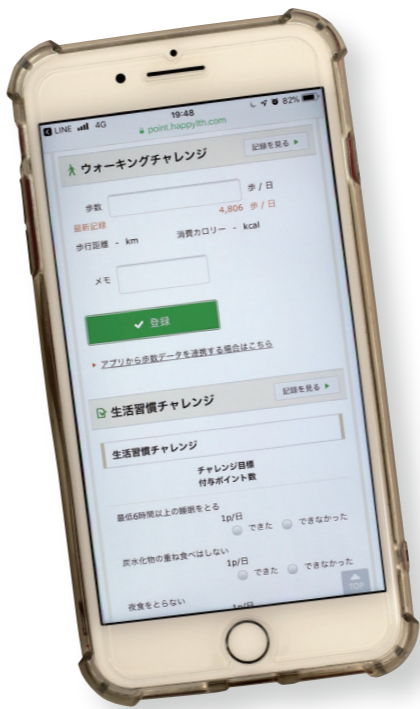 LINE 4G 19:48 82%
point.happylth.com
ウォーキングチャレンジ 記録を見る
歩数 歩 / 日
最新記録 4,806 歩 / 日
歩行距離 - km 消費カロリー - kcal
メモ
登録
アプリから歩数データを連携する場合はこちら
生活習慣チャレンジ 記録を見る
生活習慣チャレンジ
チャレンジ目標
付与ポイント数
最低6時間以上の睡眠をとる
1p/日
できた できなかった
炭水化物の重ね食べはしない
1p/日
できた できなかった
TOP
夜食をとらない
1p/日